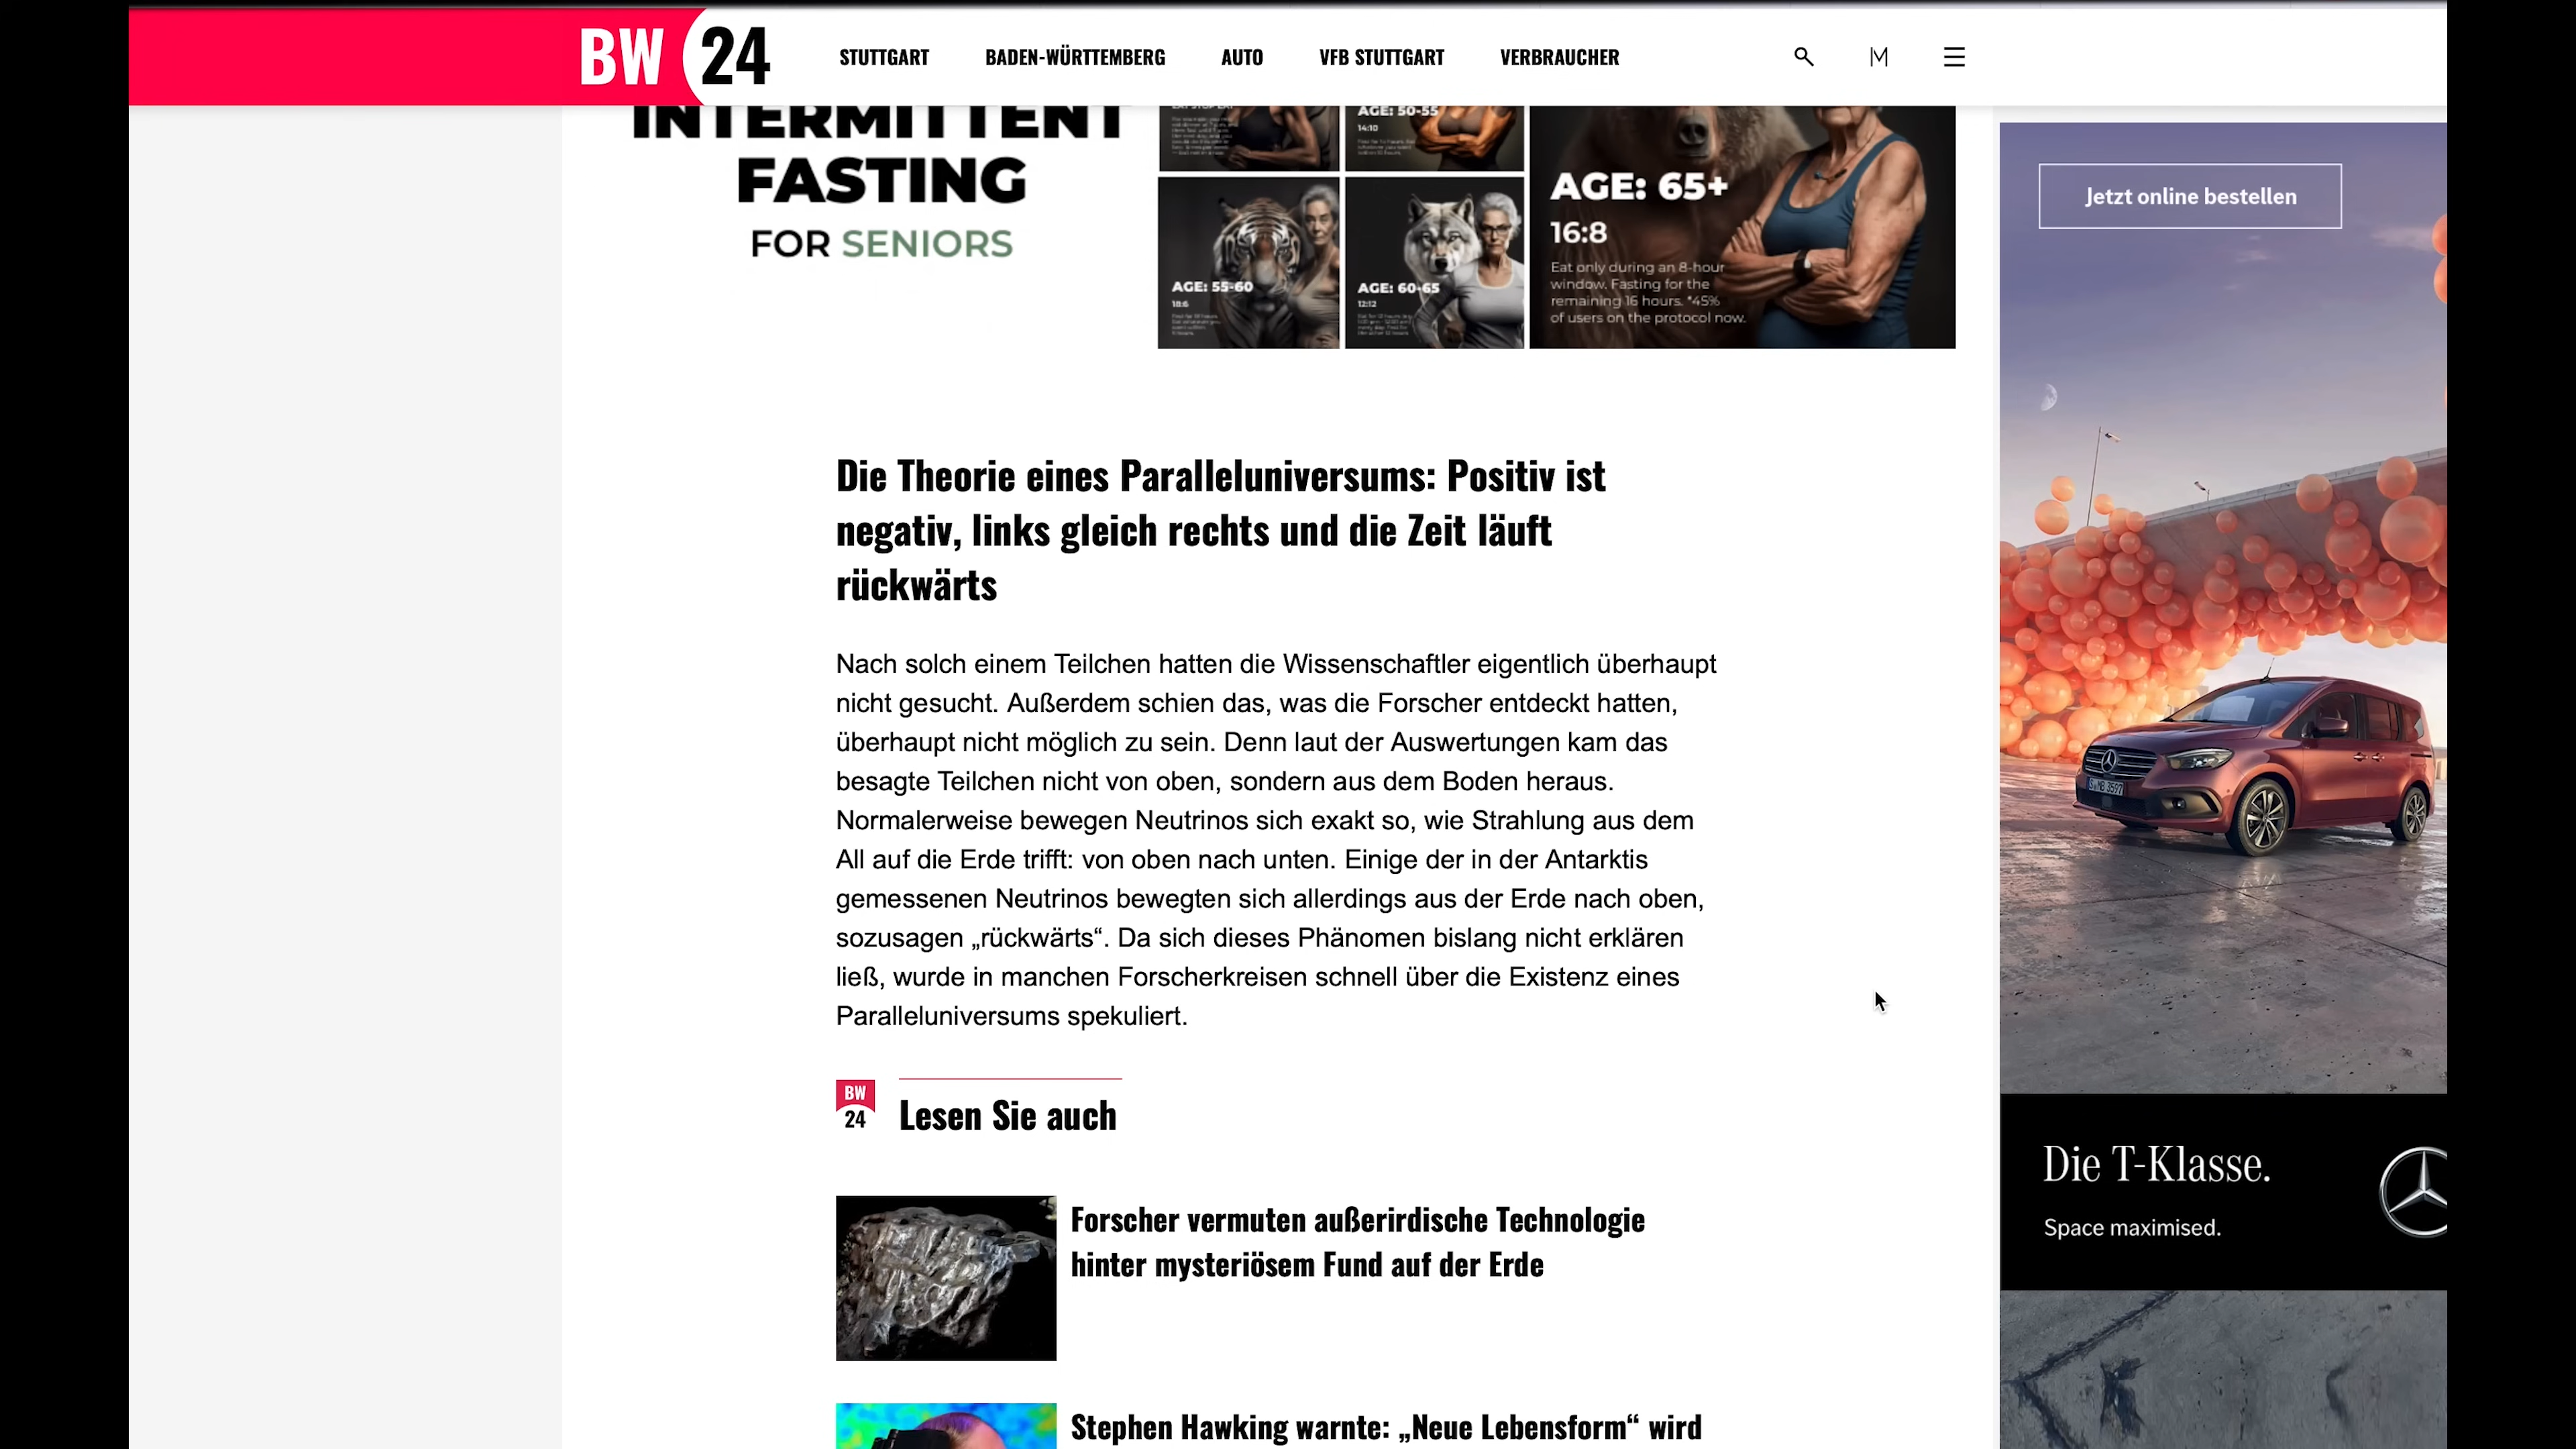 BW 24
STUTTGART BADEN-WÜRTTEMBERG AUTO VFB STUTTGART VERBRAUCHER
INTERMITTENT
FASTING
FOR SENIORS
AGE: 50-55
14:10
AGE: 55-60
18:6
AGE: 60-65
12:12
AGE: 65+
16:8
Eat only during an 8-hour
window. Fasting for the
remaining 16 hours. *45%
of users on the protocol now.
Jetzt online bestellen
Die Theorie eines Paralleluniversums: Positiv ist
negativ, links gleich rechts und die Zeit läuft
rückwärts
Nach solch einem Teilchen hatten die Wissenschaftler eigentlich überhaupt
nicht gesucht. Außerdem schien das, was die Forscher entdeckt hatten,
überhaupt nicht möglich zu sein. Denn laut der Auswertungen kam das
besagte Teilchen nicht von oben, sondern aus dem Boden heraus.
Normalerweise bewegen Neutrinos sich exakt so, wie Strahlung aus dem
All auf die Erde trifft: von oben nach unten. Einige der in der Antarktis
gemessenen Neutrinos bewegten sich allerdings aus der Erde nach oben,
sozusagen „rückwärts“. Da sich dieses Phänomen bislang nicht erklären
ließ, wurde in manchen Forscherkreisen schnell über die Existenz eines
Paralleluniversums spekuliert.
BW
24
Lesen Sie auch
Forscher vermuten außerirdische Technologie
hinter mysteriösem Fund auf der Erde
Stephen Hawking warnte: „Neue Lebensform“ wird
S MB 3597
Die T-Klasse.
Space maximised.